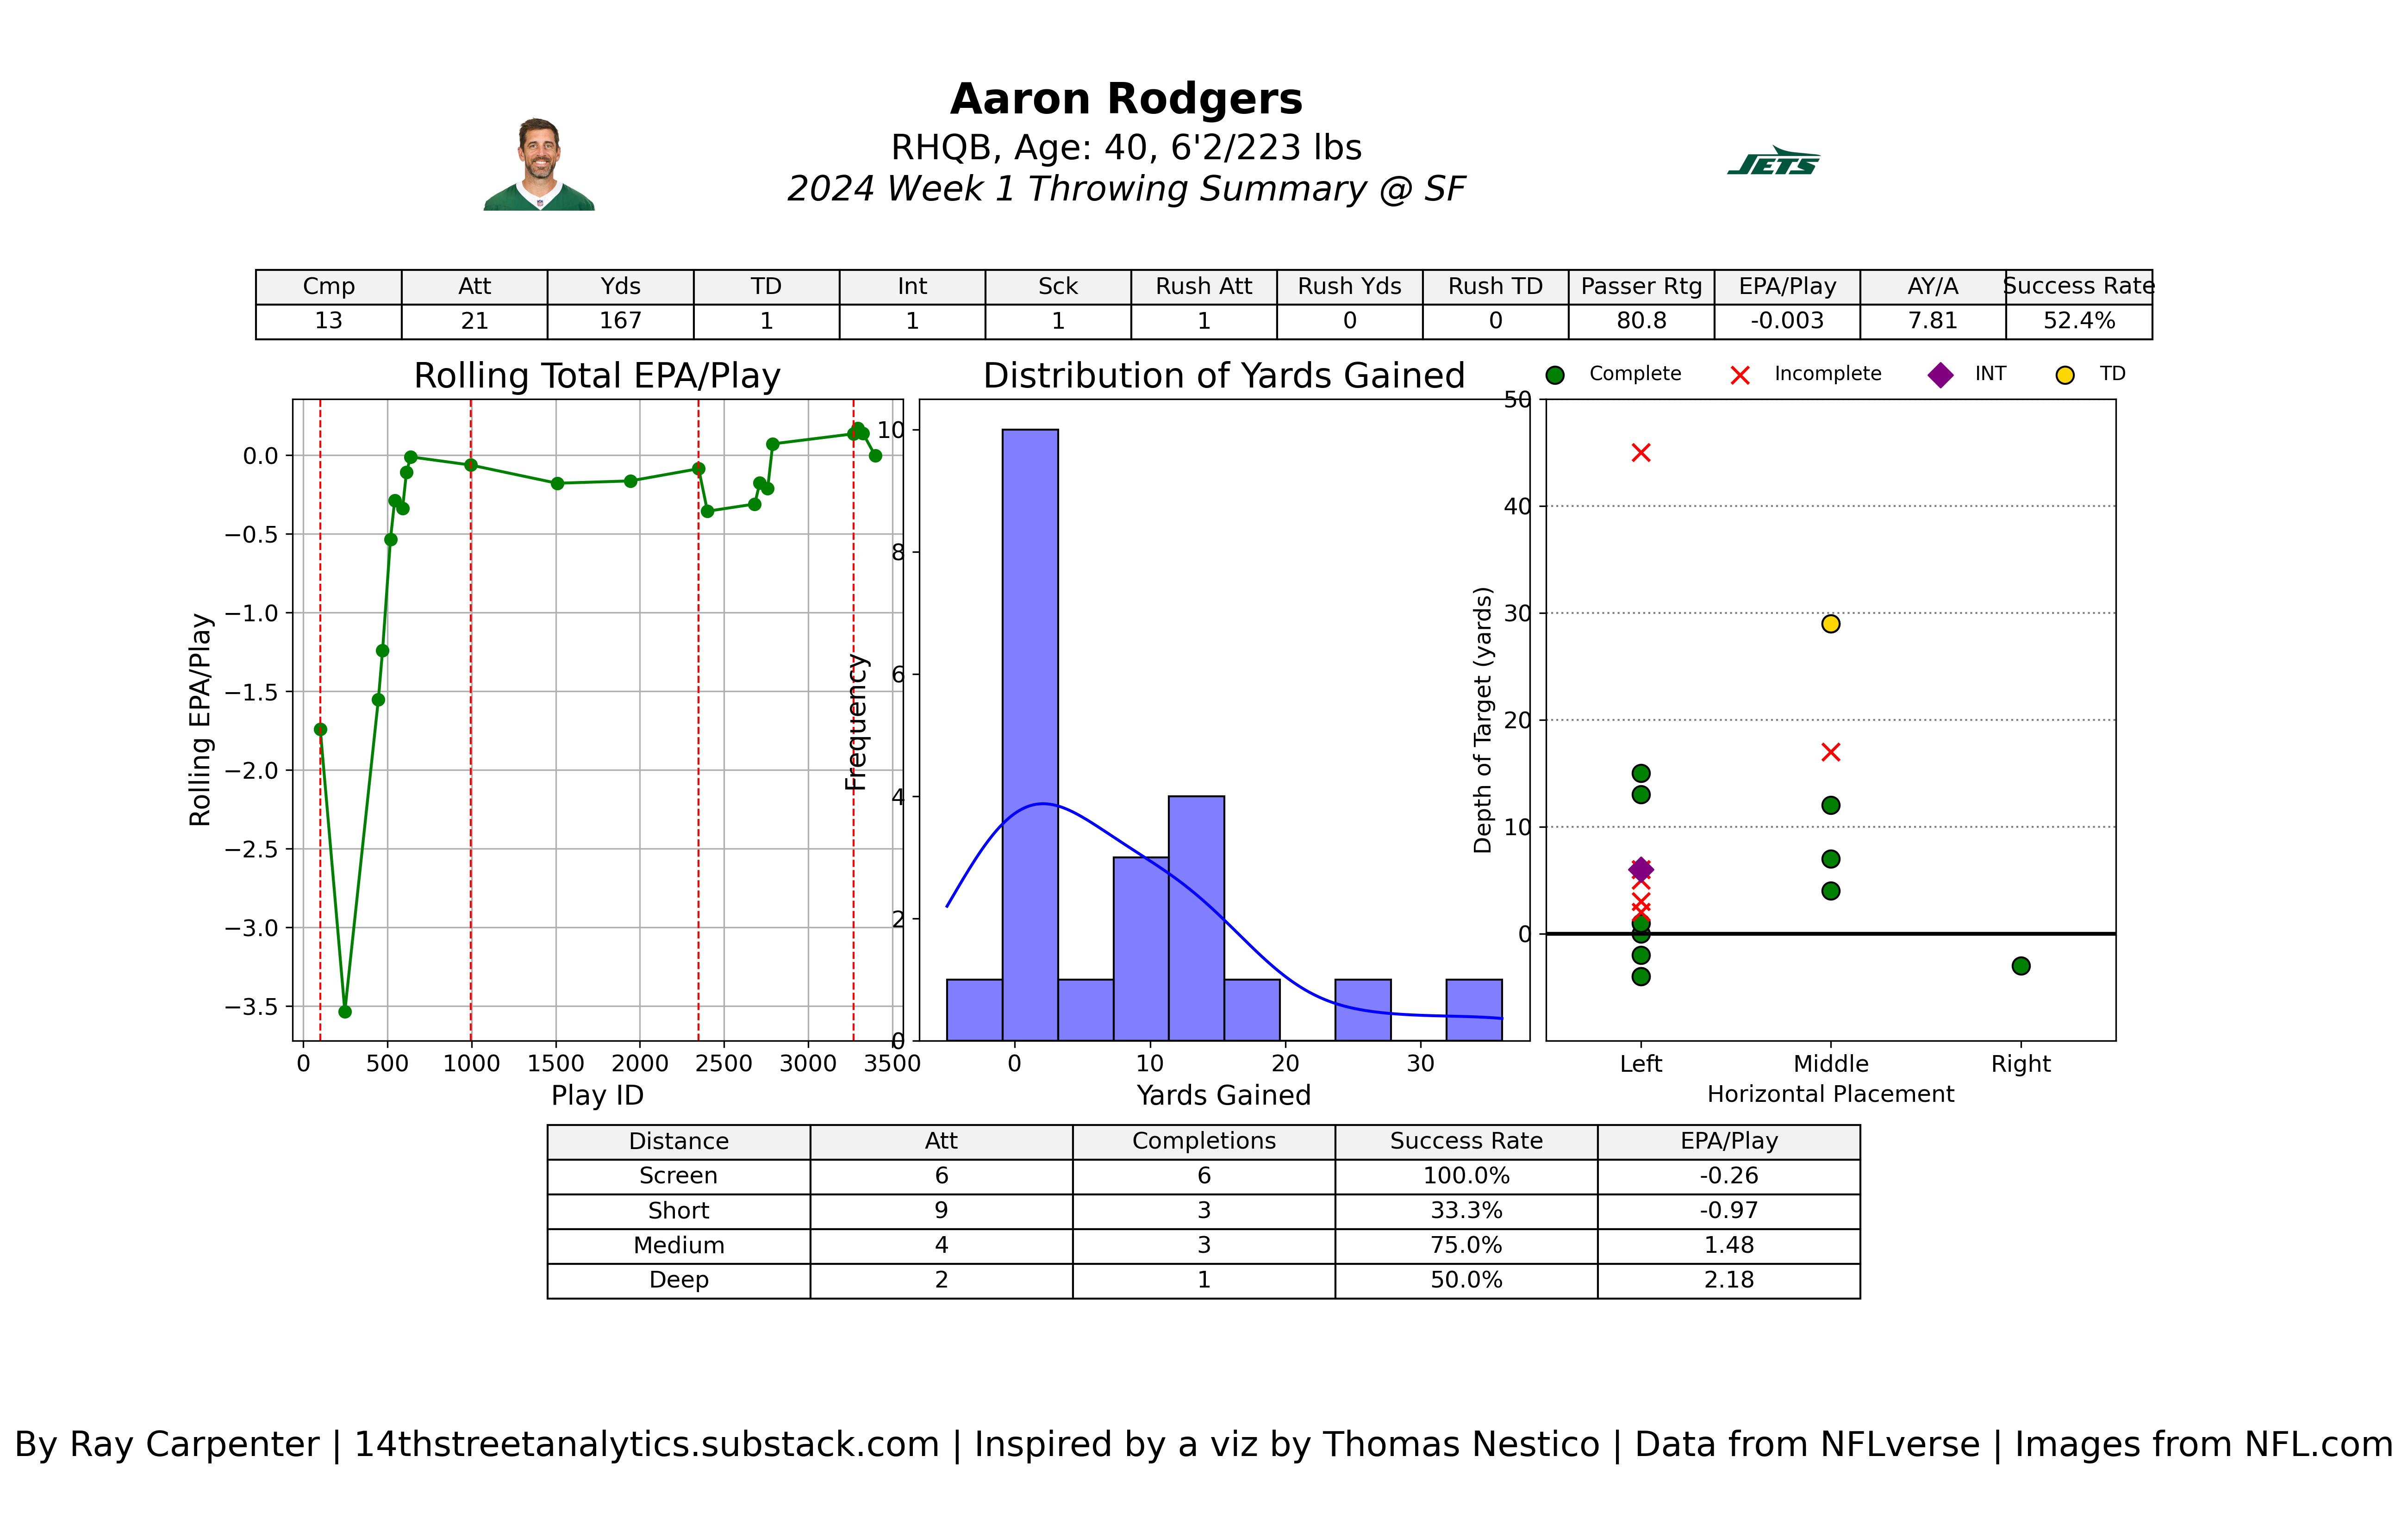 Aaron Rodgers
RHQB, Age: 40, 6'2/223 lbs
2024 Week 1 Throwing Summary @ SF
JETS
Cmp Att Yds TD Int Sck Rush Att Rush Yds Rush TD Passer Rtg EPA/Play AY/A Success Rate
13 21 167 1 1 1 1 0 0 80.8 -0.003 7.81 52.4%
Rolling Total EPA/Play
0.0
−0.5
−1.0
−1.5
−2.0
−2.5
−3.0
−3.5
Rolling EPA/Play
0 500 1000 1500 2000 2500 3000 3500
Play ID
Distribution of Yards Gained
10
8
6
4
2
0
Frequency
0 10 20 30
Yards Gained
Complete Incomplete INT TD
50
40
30
20
10
0
Depth of Target (yards)
Left Middle Right
Horizontal Placement
Distance Att Completions Success Rate EPA/Play
Screen 6 6 100.0% -0.26
Short 9 3 33.3% -0.97
Medium 4 3 75.0% 1.48
Deep 2 1 50.0% 2.18
By Ray Carpenter | 14thstreetanalytics.substack.com | Inspired by a viz by Thomas Nestico | Data from NFLverse | Images from NFL.com